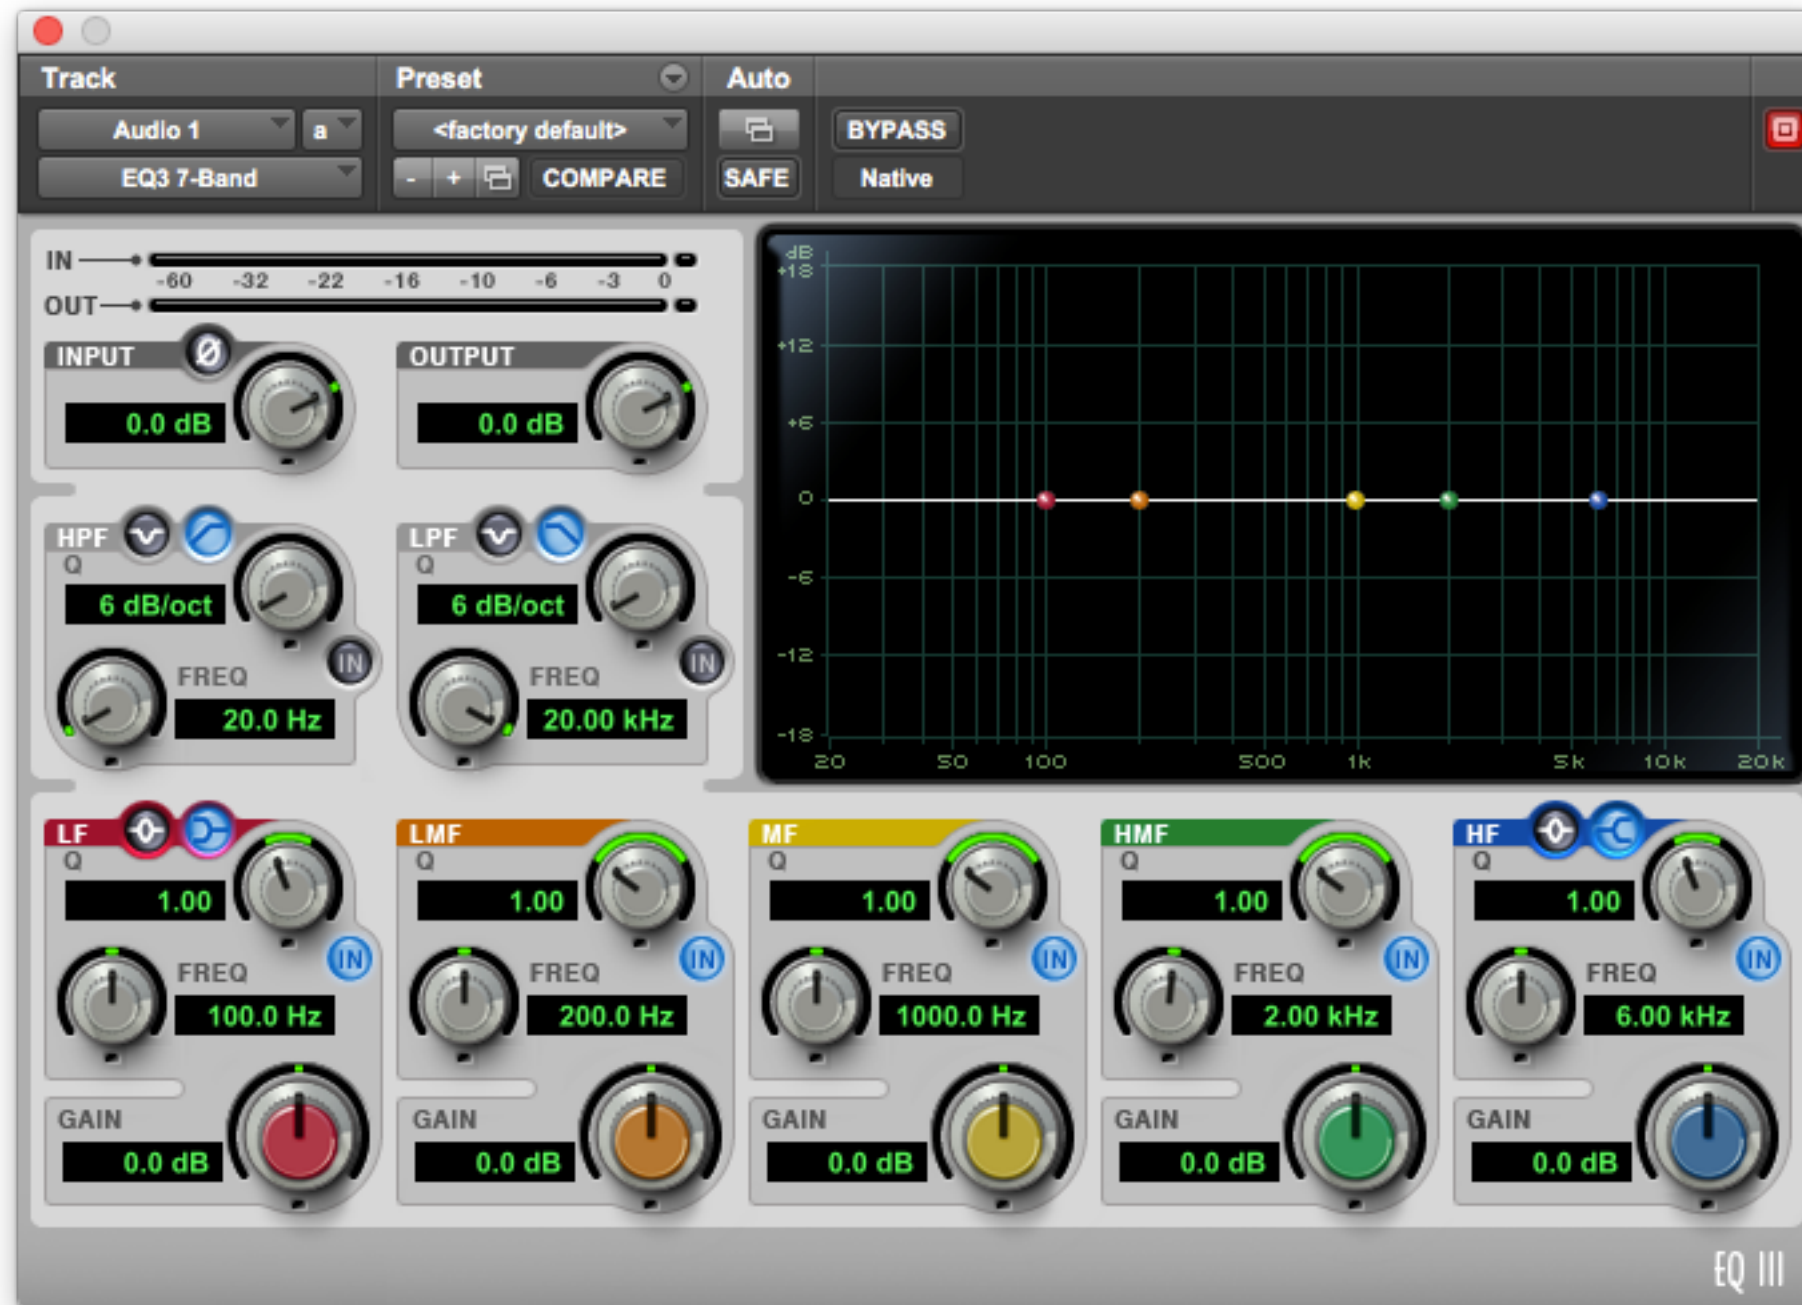 Track Preset Auto
Audio 1 a <factory default> BYPASS
EQ3 7-Band - + COMPARE SAFE Native
IN
-60 -32 -22 -16 -10 -6 -3 0
OUT
INPUT Ø OUTPUT
0.0 dB 0.0 dB
HPF LPF
Q Q
6 dB/oct 6 dB/oct
IN IN
FREQ FREQ
20.0 Hz 20.00 kHz
dB
+18
+12
+6
0
-6
-12
-18
20 50 100 500 1k 5k 10k 20k
LF LMF MF HMF HF
Q Q Q Q Q
1.00 1.00 1.00 1.00 1.00
IN IN IN IN IN
FREQ FREQ FREQ FREQ FREQ
100.0 Hz 200.0 Hz 1000.0 Hz 2.00 kHz 6.00 kHz
GAIN GAIN GAIN GAIN GAIN
0.0 dB 0.0 dB 0.0 dB 0.0 dB 0.0 dB
EQ III